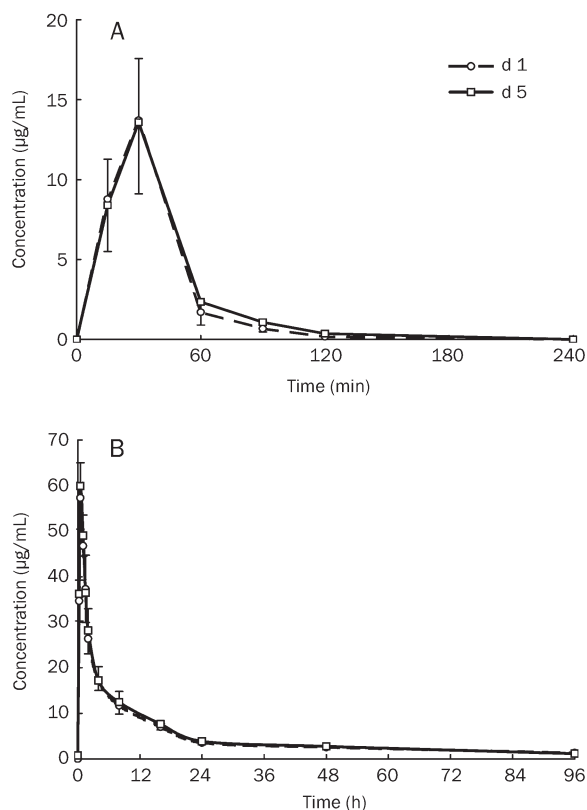 A
20
15
10
5
0
Concentration (µg/mL)
d 1
d 5
0 60 120 180 240
Time (min)
B
70
60
50
40
30
20
10
0
Concentration (µg/mL)
0 12 24 36 48 60 72 84 96
Time (h)